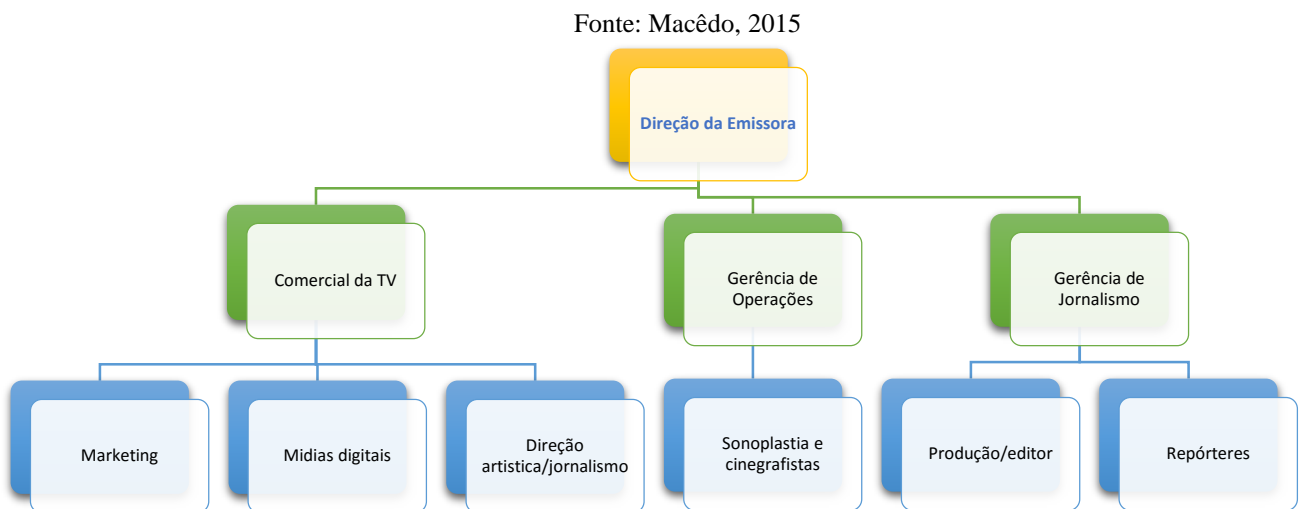 Fonte: Macêdo, 2015
Direção da Emissora
Comercial da TV
Gerência de
Operações
Gerência de
Jornalismo
Marketing
Midias digitais
Direção
artistica/jornalismo
Sonoplastia e
cinegrafistas
Produção/editor
Repórteres